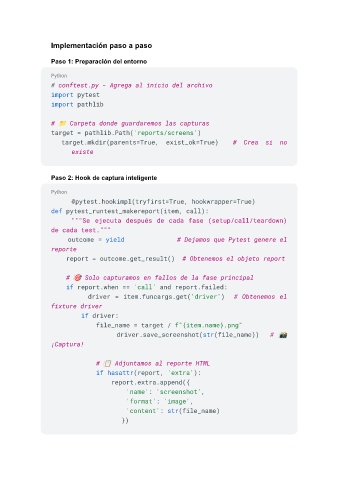 Implementación paso a paso
Paso 1: Preparación del entorno
Python
# conftest.py - Agrega al inicio del archivo
import pytest
import pathlib
# 📁 Carpeta donde guardaremos las capturas
target = pathlib.Path('reports/screens')
target.mkdir(parents=True, exist_ok=True) # Crea si no
existe
Paso 2: Hook de captura inteligente
Python
@pytest.hookimpl(tryfirst=True, hookwrapper=True)
def pytest_runtest_makereport(item, call):
"""Se ejecuta después de cada fase (setup/call/teardown)
de cada test."""
outcome = yield # Dejamos que Pytest genere el
reporte
report = outcome.get_result() # Obtenemos el objeto report
# 🎯 Solo capturamos en fallos de la fase principal
if report.when == 'call' and report.failed:
driver = item.funcargs.get('driver') # Obtenemos el
fixture driver
if driver:
file_name = target / f"{item.name}.png"
driver.save_screenshot(str(file_name)) # 📸
¡Captura!
# 📋 Adjuntamos al reporte HTML
if hasattr(report, 'extra'):
report.extra.append({
'name': 'screenshot',
'format': 'image',
'content': str(file_name)
})